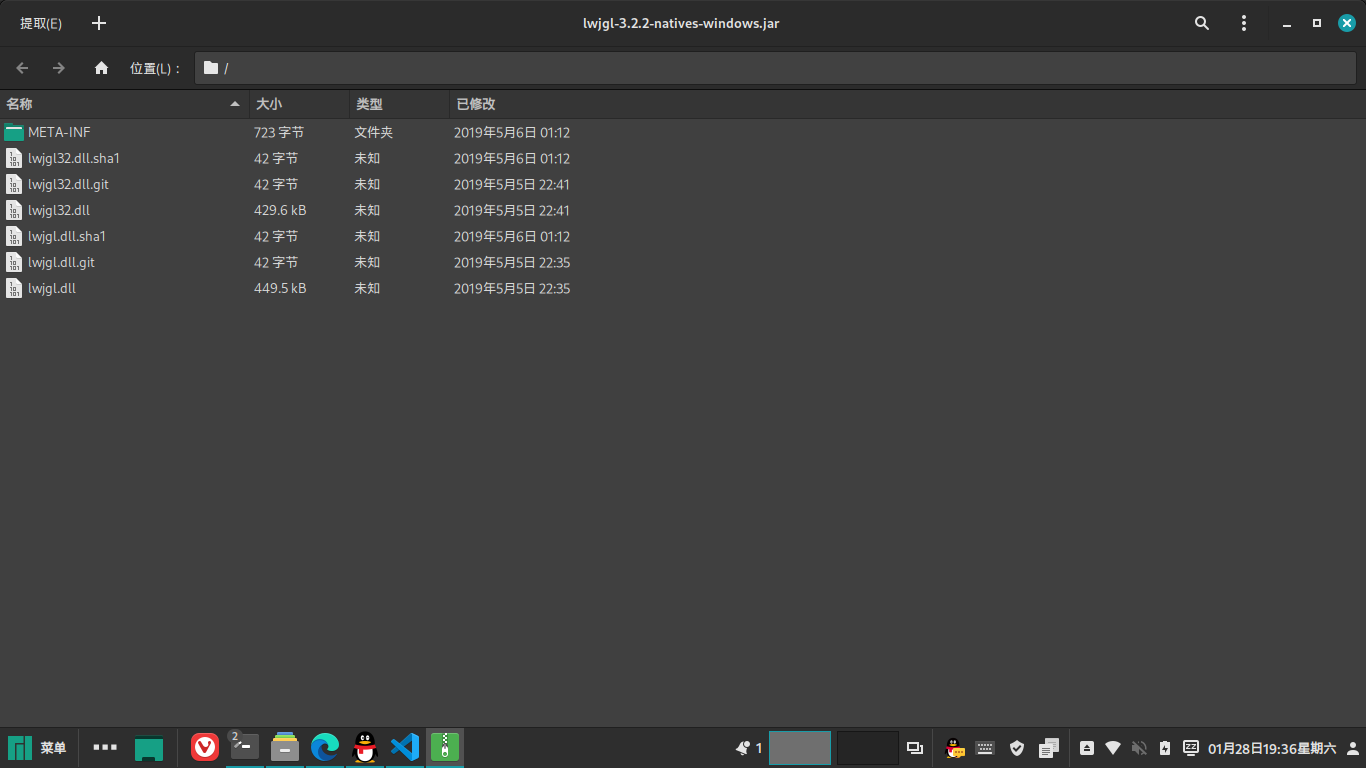 提取(E)
lwjgl-3.2.2-natives-windows.jar
位置(L)：
/
名称 大小 类型 已修改
META-INF 723 字节 文件夹 2019年5月6日 01:12
lwjgl32.dll.sha1 42 字节 未知 2019年5月6日 01:12
lwjgl32.dll.git 42 字节 未知 2019年5月5日 22:41
lwjgl32.dll 429.6 kB 未知 2019年5月5日 22:41
lwjgl.dll.sha1 42 字节 未知 2019年5月6日 01:12
lwjgl.dll.git 42 字节 未知 2019年5月5日 22:35
lwjgl.dll 449.5 kB 未知 2019年5月5日 22:35
菜单 2 1 01月28日19:36星期六